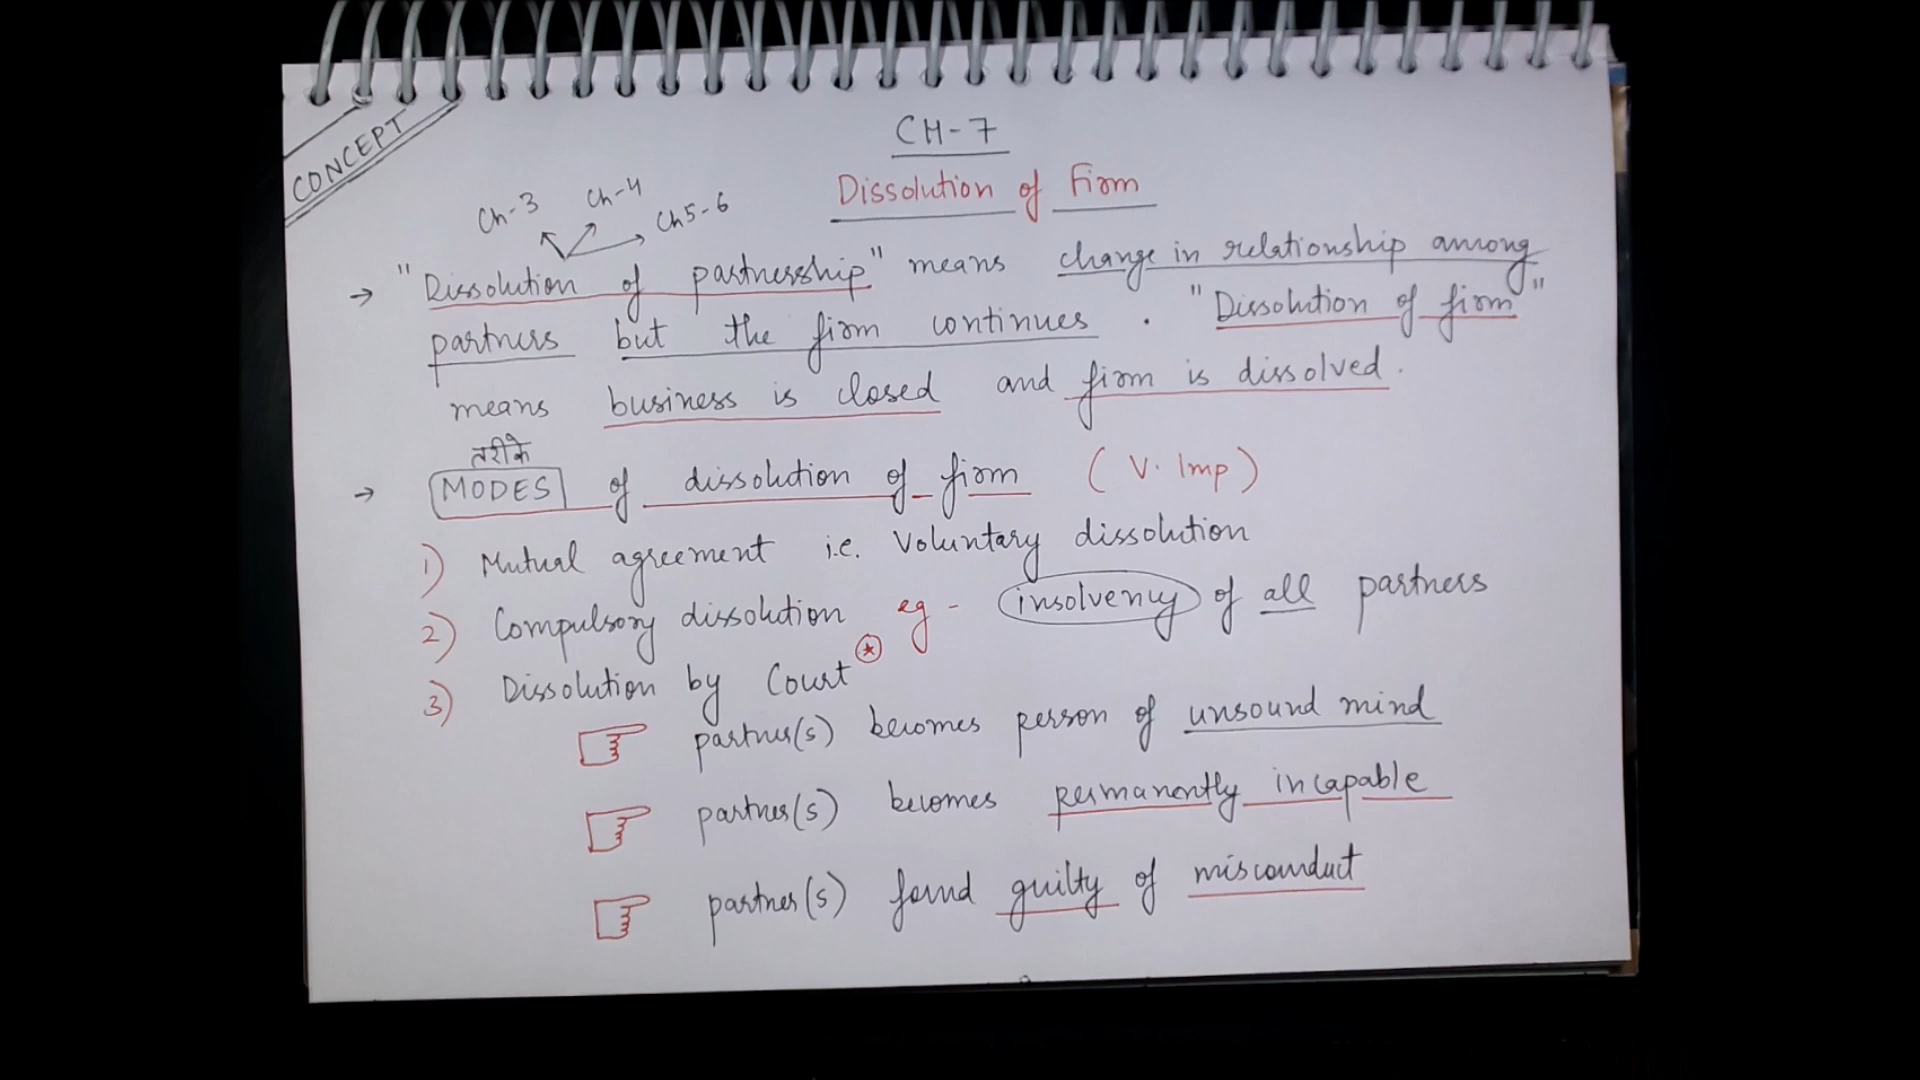 CONCEPT
CH-7
Dissolution of Firm
Ch-3 Ch-4 Ch5-6
→ "Dissolution of partnership" means change in relationship among
partners but the firm continues. "Dissolution of firm"
means business is closed and firm is dissolved.
तरीके
→ MODES of dissolution of firm (V. Imp)
1) Mutual agreement i.e. Voluntary dissolution
2) Compulsory dissolution eg - insolvency of all partners
3) Dissolution by Court
partner(s) becomes person of unsound mind
partner(s) becomes permanently incapable
partner(s) found guilty of misconduct